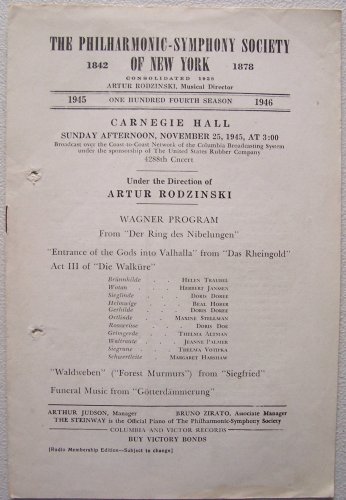 THE PHILHARMONIC-SYMPHONY SOCIETY
1842 OF NEW YORK 1878
CONSOLIDATED 1928
ARTUR RODZINSKI, Musical Director
1945 ONE HUNDRED FOURTH SEASON 1946
CARNEGIE HALL
SUNDAY AFTERNOON, NOVEMBER 25, 1945, AT 3:00
Broadcast over the Coast-to-Coast Network of the Columbia Broadcasting System
under the sponsorship of The United States Rubber Company
4288th Cncert
Under the Direction of
ARTUR RODZINSKI
WAGNER PROGRAM
From "Der Ring des Nibelungen"
"Entrance of the Gods into Valhalla" from "Das Rheingold"
Act III of "Die Walküre"
Brünnhilde . . . HELEN TRAUBEL
Wotan . . . HERBERT JANSSEN
Sieglinde . . . DORIS DOREE
Helmwige . . . BEAL HOBER
Gerhilde . . . DORIS DOREE
Ortlinde . . . MAXINE STELLMAN
Rossweisse . . . DORIS DOE
Grimgerde . . . THELMA ALTMAN
Waltraute . . . JEANNE PALMER
Siegrune . . . THELMA VOTIPKA
Schwertleite . . . MARGARET HARSHAW
"Waldweben" ("Forest Murmurs") from "Siegfried"
Funeral Music from "Götterdämmerung"
ARTHUR JUDSON, Manager BRUNO ZIRATO, Associate Manager
THE STEINWAY is the Official Piano of The Philharmonic-Symphony Society
COLUMBIA AND VICTOR RECORDS
BUY VICTORY BONDS
[Radio Membership Edition—Subject to change]